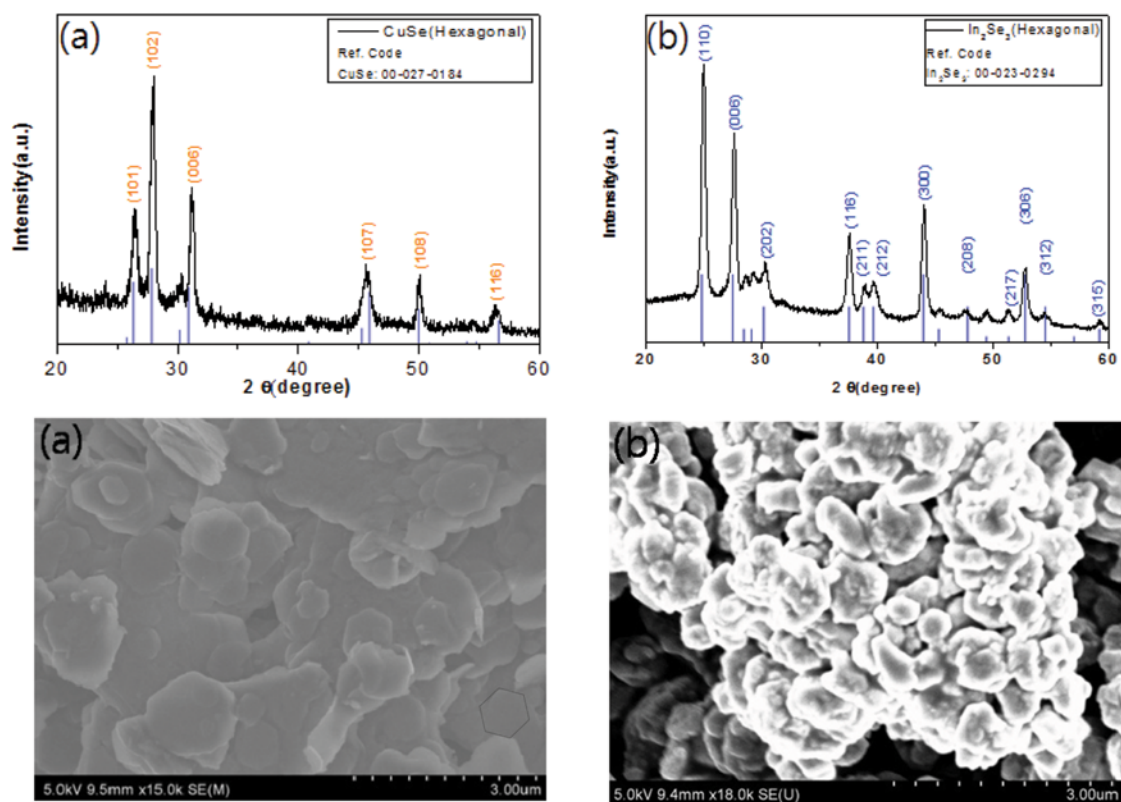 (a)
CuSe(Hexagonal)
Ref. Code
CuSe: 00-027-0184
(101)
(102)
(006)
(107)
(108)
(116)
Intensity(a.u.)
20 30 40 50 60
2 θ(degree)
(b)
In₂Se₃(Hexagonal)
Ref. Code
In₂Se₃: 00-023-0294
(110)
(006)
(202)
(116)
(211)
(212)
(300)
(208)
(217)
(306)
(312)
(315)
Intensity(a.u.)
20 30 40 50 60
2 θ(degree)
(a)
5.0kV 9.5mm x15.0k SE(M) 3.00um
(b)
5.0kV 9.4mm x18.0k SE(U) 3.00um